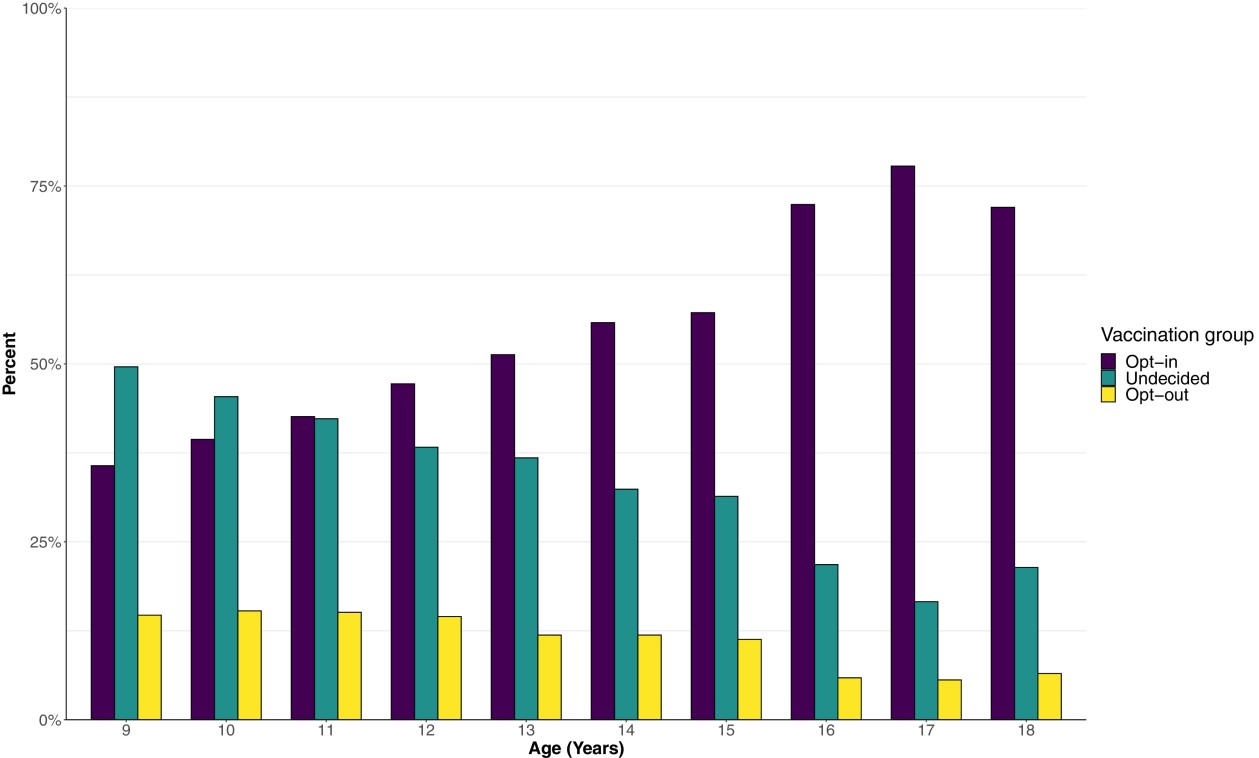 100%
75%
50%
25%
0%
Percent
9 10 11 12 13 14 15 16 17 18
Age (Years)
Vaccination group
Opt−in
Undecided
Opt−out